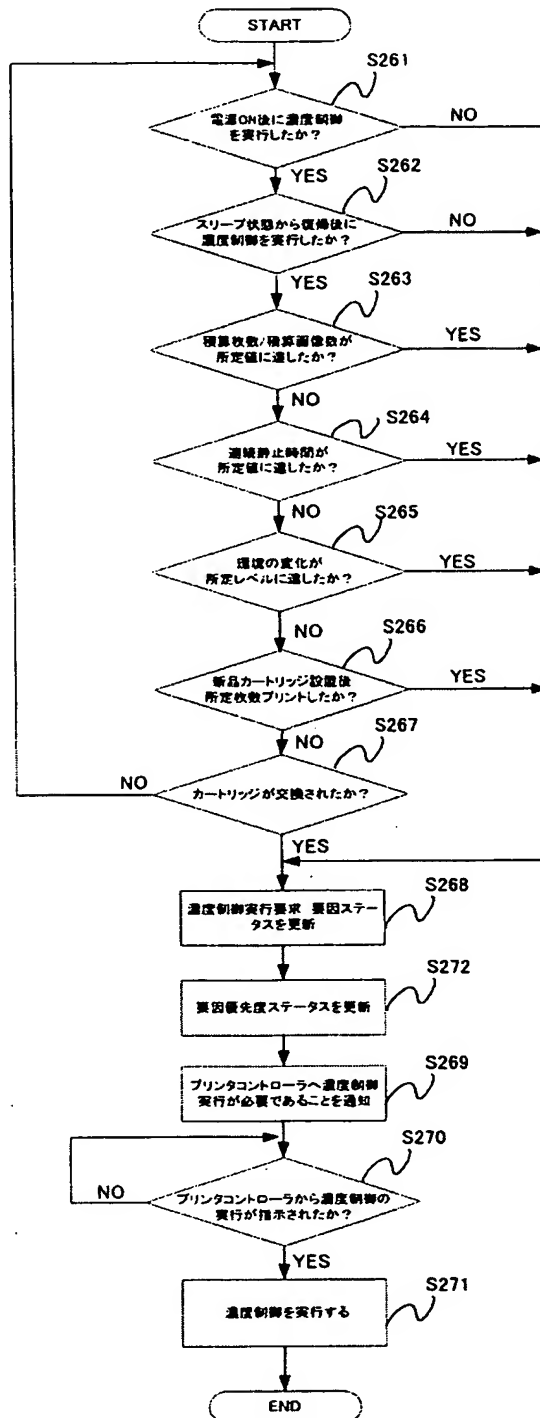 START
S261
電源ON後に濃度制御
を実行したか？
NO
YES
S262
スリープ状態から復帰後に
濃度制御を実行したか？
NO
YES
S263
積算枚数/積算画像数が
所定値に達したか？
YES
NO
S264
連続静止時間が
所定値に達したか？
YES
NO
S265
環境の変化が
所定レベルに達したか？
YES
NO
S266
新品カートリッジ設置後
所定枚数プリントしたか？
YES
NO
S267
カートリッジが交換されたか？
NO
YES
S268
濃度制御実行要求 要因ステー
タスを更新
S272
要因優先度ステータスを更新
S269
プリンタコントローラへ濃度制御
実行が必要であることを通知
S270
プリンタコントローラから濃度制御の
実行が指示されたか？
NO
YES
S271
濃度制御を実行する
END